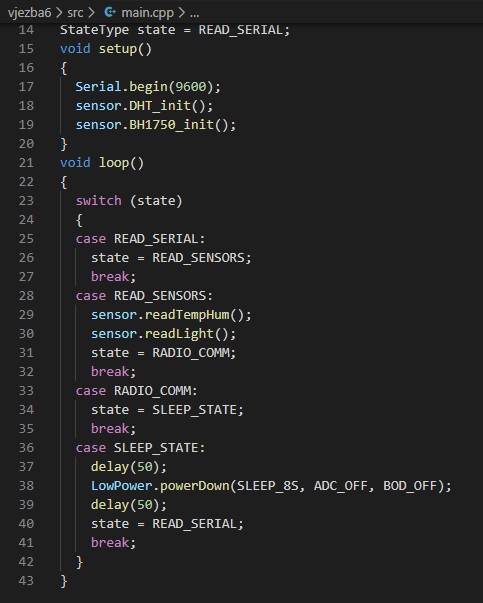 vjezba6 > src > main.cpp > ...
14 StateType state = READ_SERIAL;
15 void setup()
16 {
17   Serial.begin(9600);
18   sensor.DHT_init();
19   sensor.BH1750_init();
20 }
21 void loop()
22 {
23   switch (state)
24   {
25   case READ_SERIAL:
26     state = READ_SENSORS;
27     break;
28   case READ_SENSORS:
29     sensor.readTempHum();
30     sensor.readLight();
31     state = RADIO_COMM;
32     break;
33   case RADIO_COMM:
34     state = SLEEP_STATE;
35     break;
36   case SLEEP_STATE:
37     delay(50);
38     LowPower.powerDown(SLEEP_8S, ADC_OFF, BOD_OFF);
39     delay(50);
40     state = READ_SERIAL;
41     break;
42   }
43 }